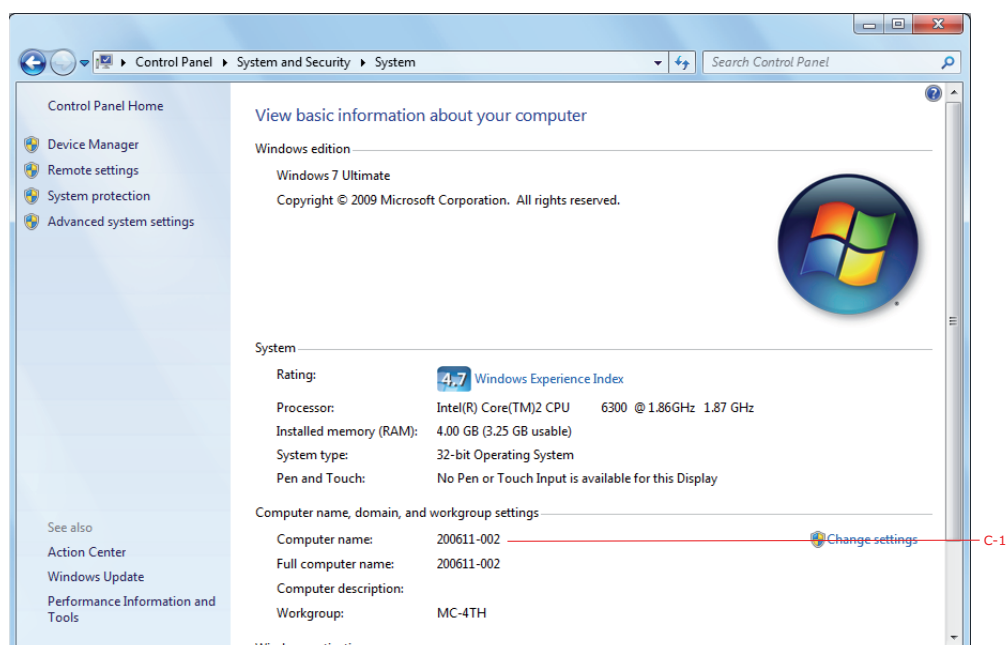 Control Panel ▸ System and Security ▸ System
Search Control Panel
Control Panel Home
Device Manager
Remote settings
System protection
Advanced system settings
See also
Action Center
Windows Update
Performance Information and
Tools
View basic information about your computer
Windows edition
Windows 7 Ultimate
Copyright © 2009 Microsoft Corporation. All rights reserved.
System
Rating: 4.7 Windows Experience Index
Processor: Intel(R) Core(TM)2 CPU 6300 @ 1.86GHz 1.87 GHz
Installed memory (RAM): 4.00 GB (3.25 GB usable)
System type: 32-bit Operating System
Pen and Touch: No Pen or Touch Input is available for this Display
Computer name, domain, and workgroup settings
Computer name: 200611-002 Change settings C-1
Full computer name: 200611-002
Computer description:
Workgroup: MC-4TH